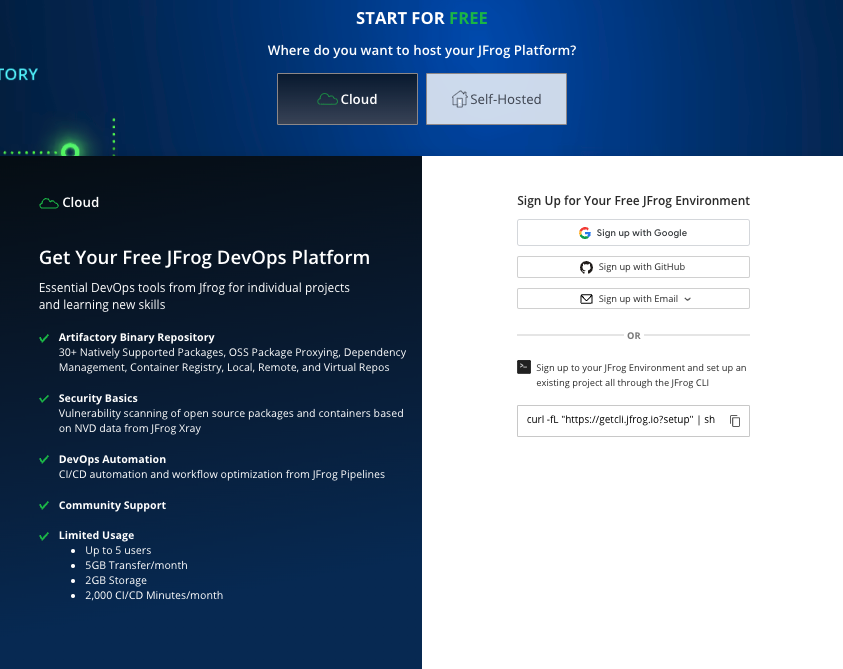 START FOR FREE
Where do you want to host your JFrog Platform?
TORY
Cloud
Self-Hosted
Cloud
Get Your Free JFrog DevOps Platform
Essential DevOps tools from Jfrog for individual projects
and learning new skills
Artifactory Binary Repository
30+ Natively Supported Packages, OSS Package Proxying, Dependency
Management, Container Registry, Local, Remote, and Virtual Repos
Security Basics
Vulnerability scanning of open source packages and containers based
on NVD data from JFrog Xray
DevOps Automation
CI/CD automation and workflow optimization from JFrog Pipelines
Community Support
Limited Usage
Up to 5 users
5GB Transfer/month
2GB Storage
2,000 CI/CD Minutes/month
Sign Up for Your Free JFrog Environment
Sign up with Google
Sign up with GitHub
Sign up with Email
OR
Sign up to your JFrog Environment and set up an
existing project all through the JFrog CLI
curl -fL "https://getcli.jfrog.io?setup" | sh